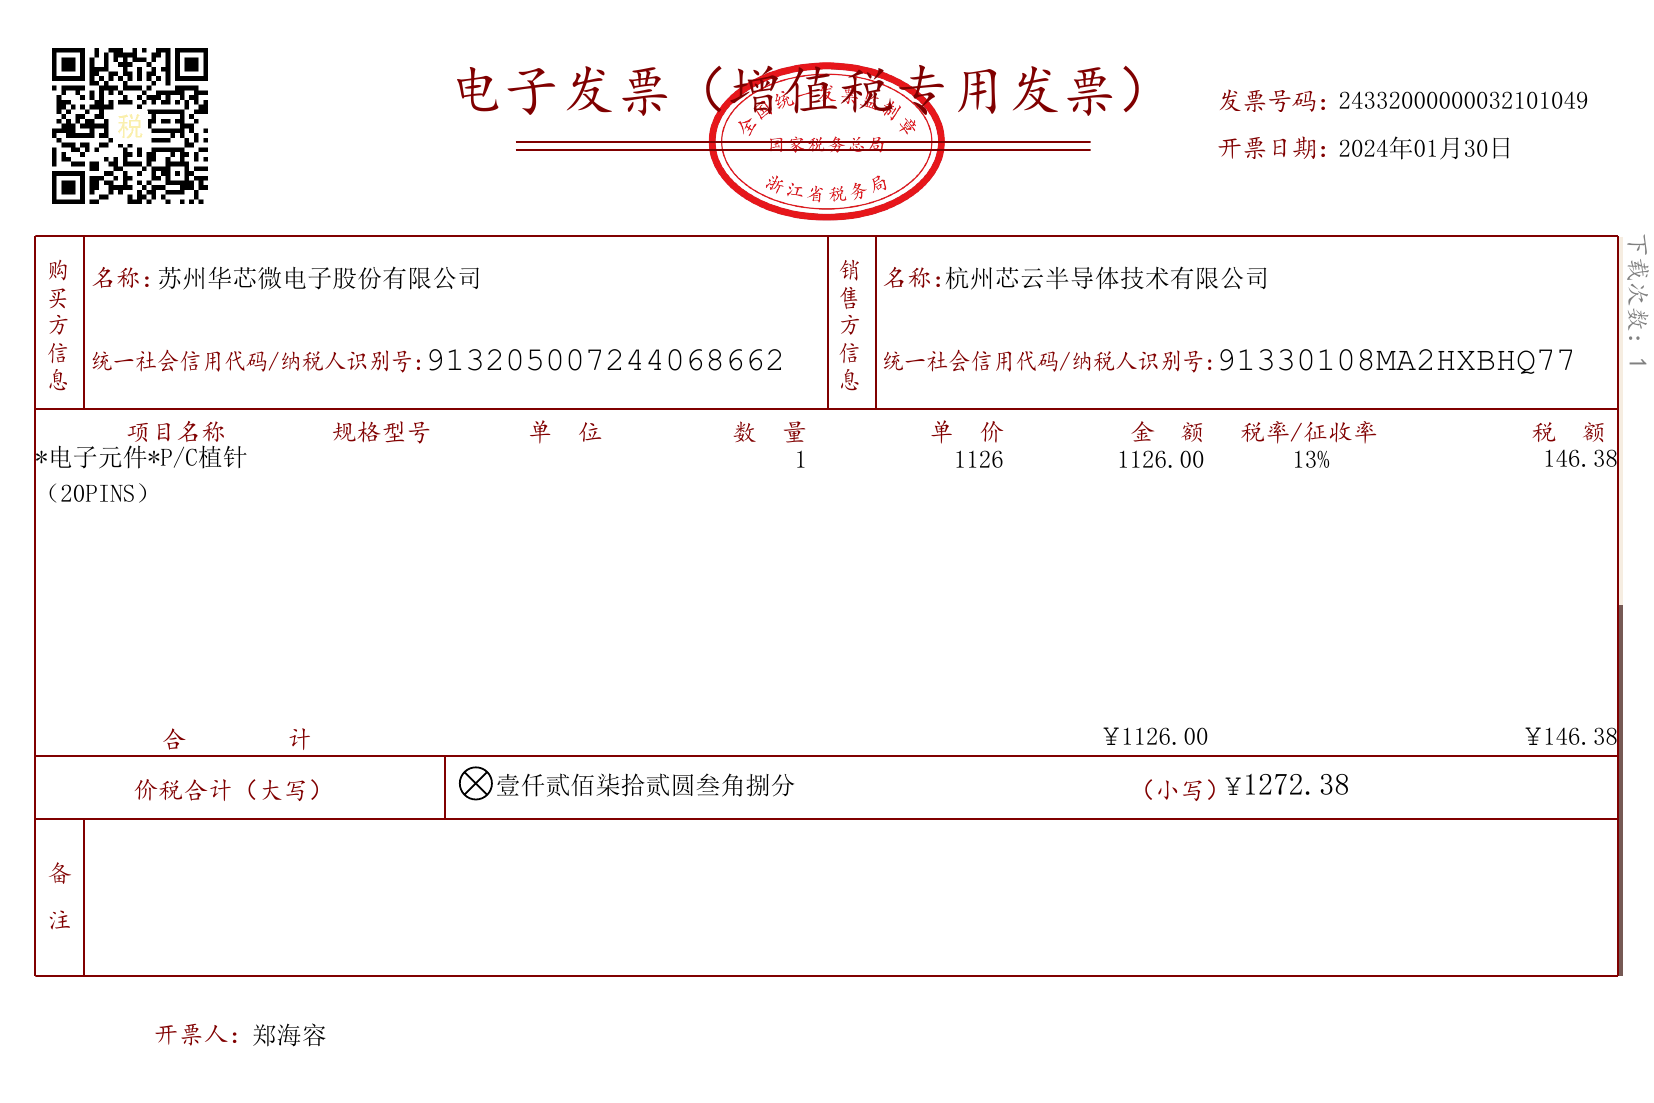 税
电子发票（增值税专用发票）
全国统一发票监制章
国家税务总局
浙江省税务局
发票号码：24332000000032101049
开票日期：2024年01月30日
下载次数：1
购买方信息
名称：苏州华芯微电子股份有限公司
统一社会信用代码/纳税人识别号：913205007244068662
销售方信息
名称：杭州芯云半导体技术有限公司
统一社会信用代码/纳税人识别号：91330108MA2HXBHQ77
项目名称 规格型号 单 位 数 量 单 价 金 额 税率/征收率 税 额
*电子元件*P/C植针 1 1126 1126.00 13% 146.38
（20PINS）
合 计 ¥1126.00 ¥146.38
价税合计（大写） 壹仟贰佰柒拾贰圆叁角捌分 （小写）¥1272.38
备注
开票人：郑海容